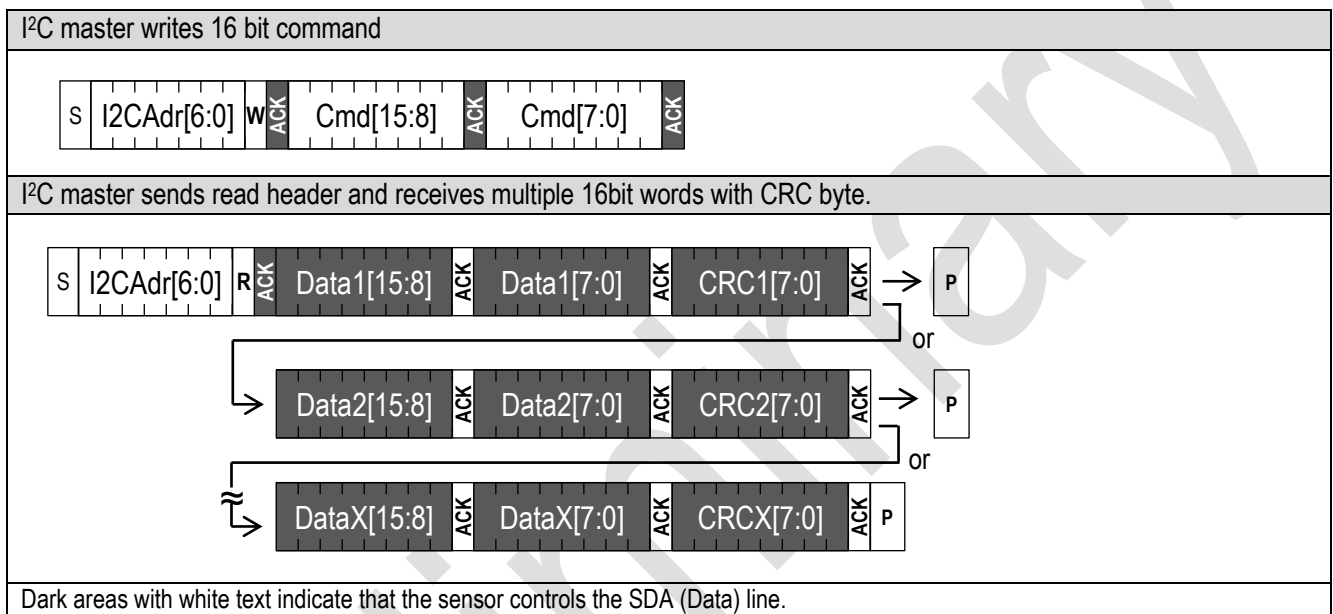 I²C master writes 16 bit command
S I2CAdr[6:0] W ACK Cmd[15:8] ACK Cmd[7:0] ACK
I²C master sends read header and receives multiple 16bit words with CRC byte.
S I2CAdr[6:0] R ACK Data1[15:8] ACK Data1[7:0] ACK CRC1[7:0] ACK P
or
Data2[15:8] ACK Data2[7:0] ACK CRC2[7:0] ACK P
or
≈ DataX[15:8] ACK DataX[7:0] ACK CRCX[7:0] ACK P
Dark areas with white text indicate that the sensor controls the SDA (Data) line.